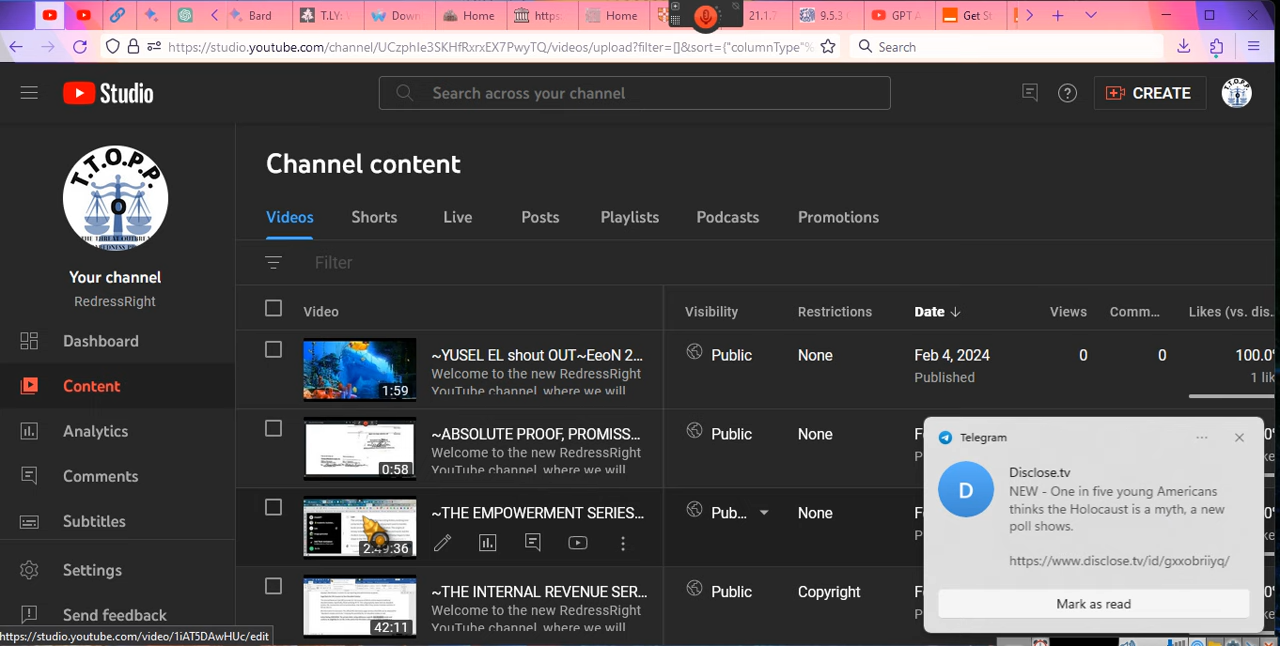 Bard
T.LY:
Down
Home
https:
Home
21.1.7
9.5.3
GPT A
Get St
https://studio.youtube.com/channel/UCzphIe3SKHfRxrxEX7PwyTQ/videos/upload?filter=[]&sort={"columnType"%
Search
Studio
Search across your channel
CREATE
T.T.O.P.P.
Your channel
RedressRight
Dashboard
Content
Analytics
Comments
Subtitles
Settings
Send feedback
https://studio.youtube.com/video/1iAT5DAwHUc/edit
Channel content
Videos Shorts Live Posts Playlists Podcasts Promotions
Filter
Video Visibility Restrictions Date Views Comm... Likes (vs. dis...
1:59
~YUSEL EL shout OUT~EeoN 2... Public None Feb 4, 2024 0 0 100.0%
Welcome to the new RedressRight Published 1 lik
YouTube channel, where we will
0:58
~ABSOLUTE PROOF, PROMISS... Public None
Welcome to the new RedressRight
YouTube channel, where we will
2:49:36
~THE EMPOWERMENT SERIES... Pub... None
42:11
~THE INTERNAL REVENUE SER... Public Copyright
Welcome to the new RedressRight
YouTube channel, where we will
Telegram
D
Disclose.tv
NEW - One in five young Americans
thinks the Holocaust is a myth, a new
poll shows.
https://www.disclose.tv/id/gxxobriiyq/
Mark as read